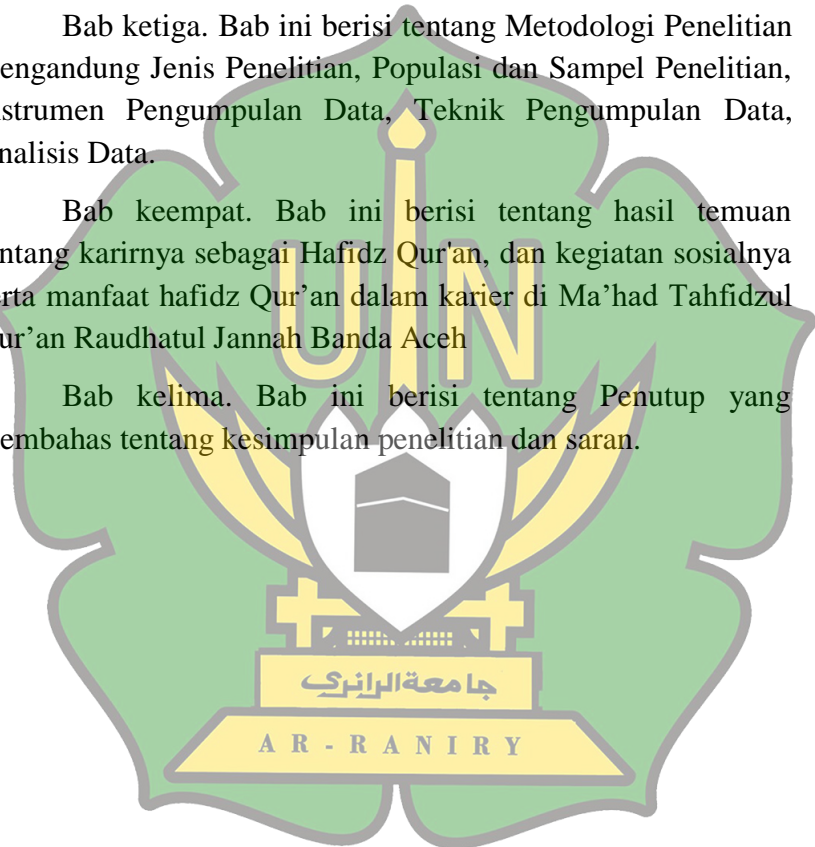 Bab ketiga. Bab ini berisi tentang Metodologi Penelitian
engandung Jenis Penelitian, Populasi dan Sampel Penelitian,
nstrumen Pengumpulan Data, Teknik Pengumpulan Data,
nalisis Data.
Bab keempat. Bab ini berisi tentang hasil temuan
ntang karirnya sebagai Hafidz Qur'an, dan kegiatan sosialnya
erta manfaat hafidz Qur’an dalam karier di Ma’had Tahfidzul
ur’an Raudhatul Jannah Banda Aceh
Bab kelima. Bab ini berisi tentang Penutup yang
embahas tentang kesimpulan penelitian dan saran.
UIN
جامعة الرانري
AR-RANIRY